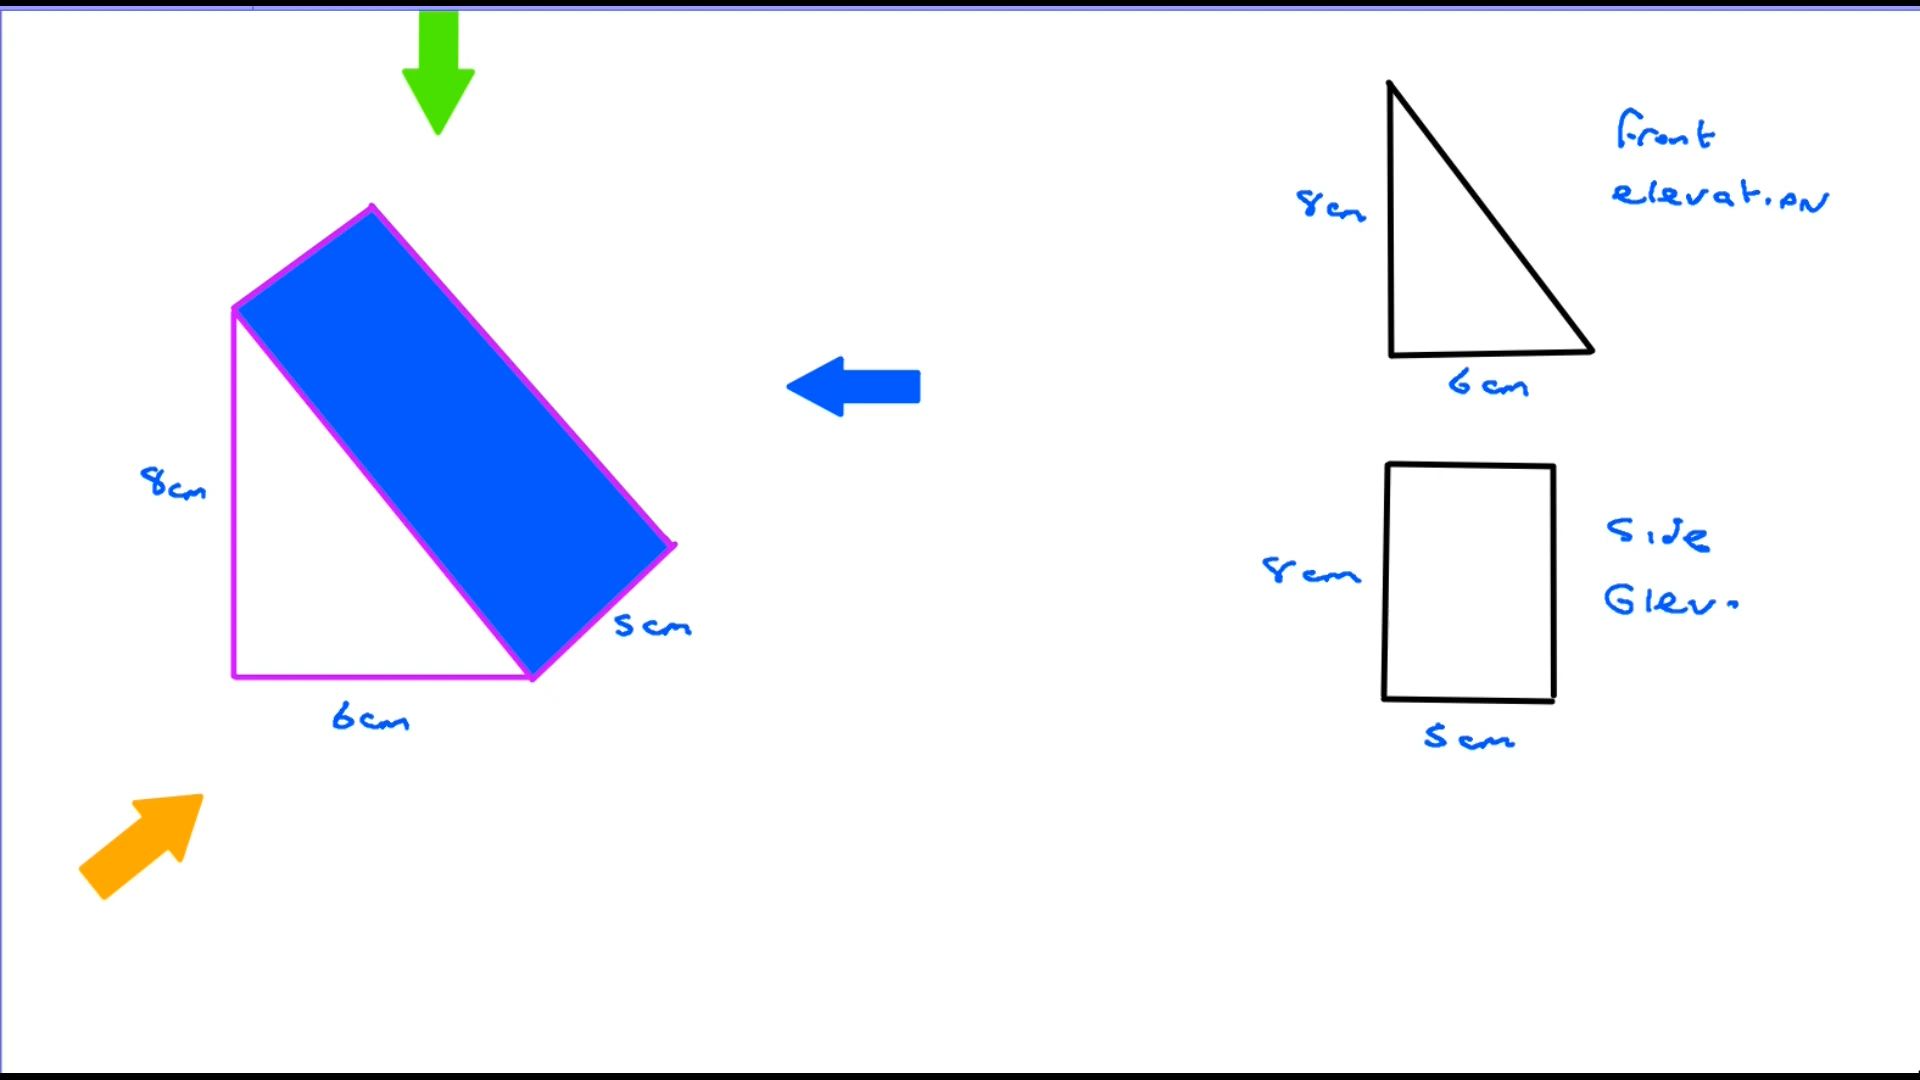 8cm
6cm
5cm
8cm
6cm
Front
elevation
8cm
5cm
Side
Elev.